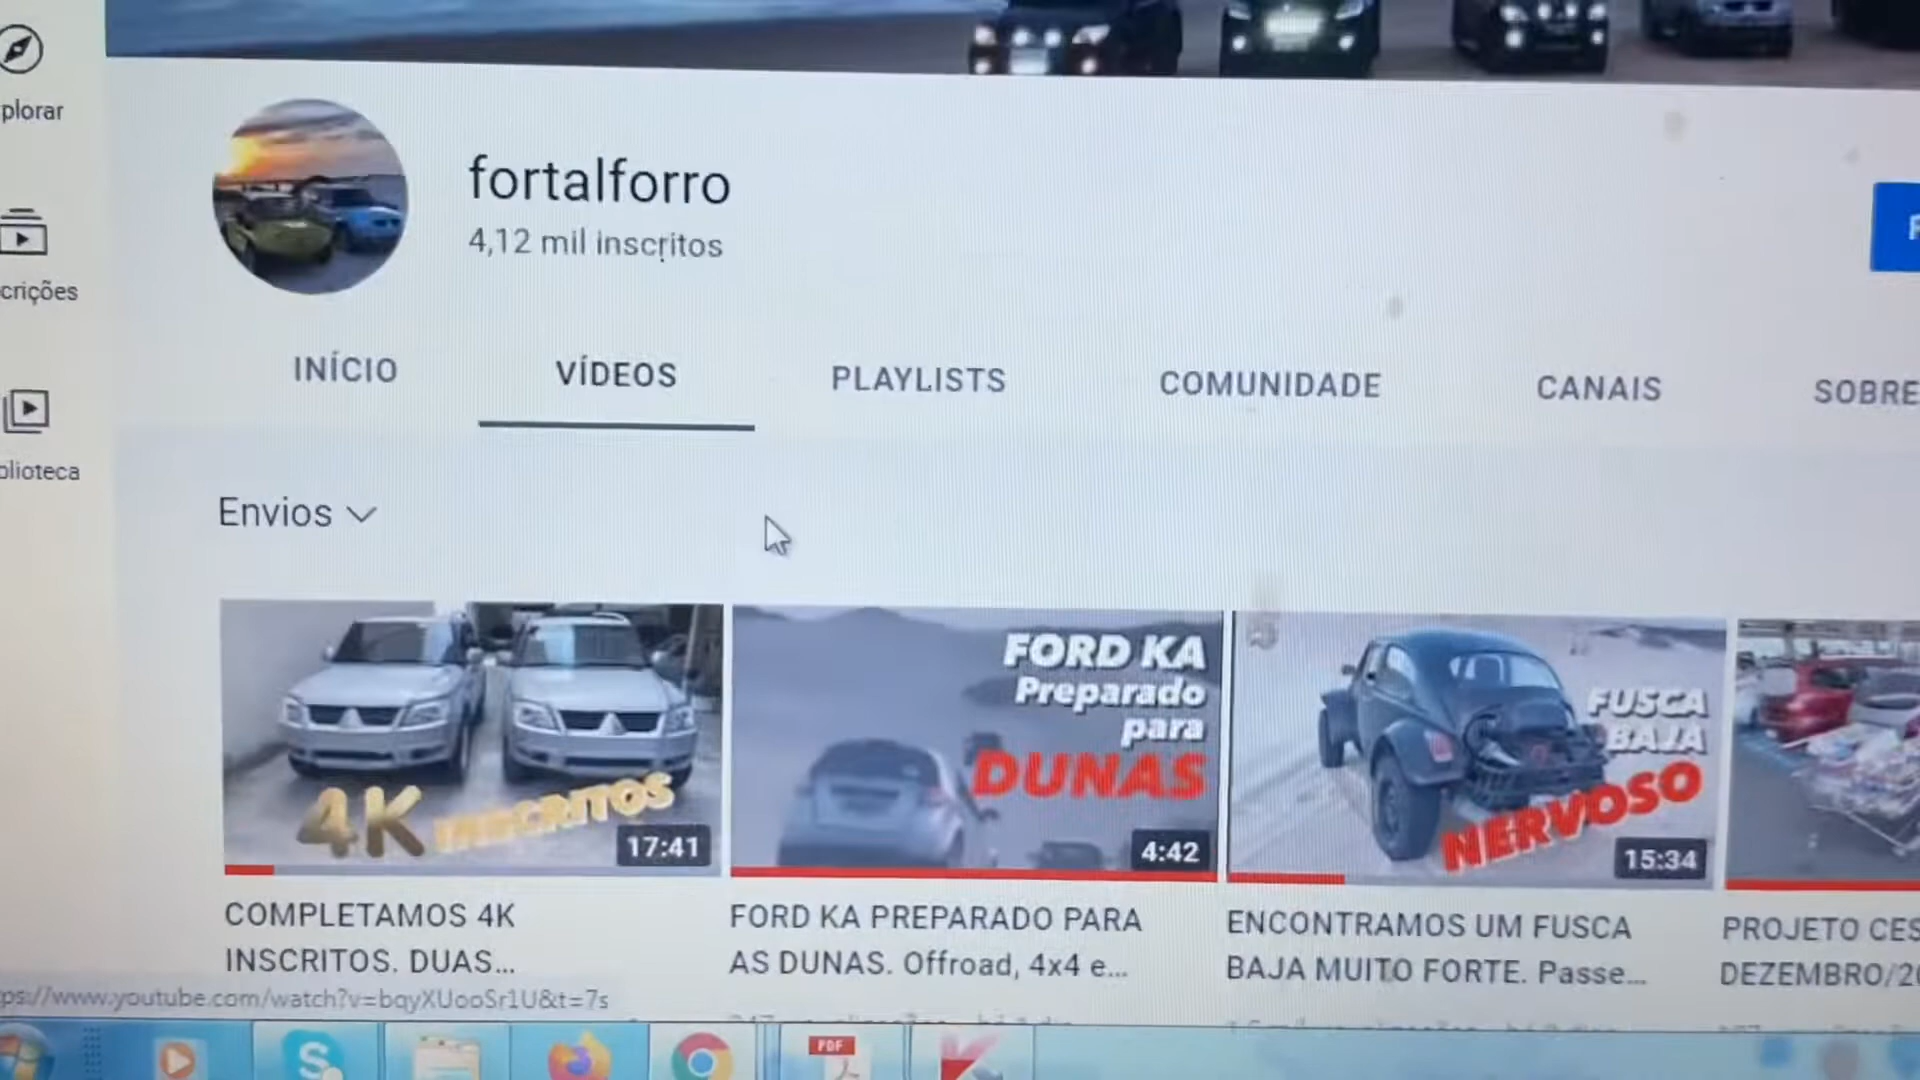 plorar
fortalforro
4,12 mil inscritos
crições
INÍCIO VÍDEOS PLAYLISTS COMUNIDADE CANAIS SOBRE
blioteca
Envios
4K INSCRITOS
17:41
FORD KA
Preparado
para
DUNAS
4:42
FUSCA
BAJA
NERVOSO
15:34
COMPLETAMOS 4K
INSCRITOS. DUAS...
FORD KA PREPARADO PARA
AS DUNAS. Offroad, 4x4 e...
ENCONTRAMOS UM FUSCA
BAJA MUITO FORTE. Passe...
PROJETO CES
DEZEMBRO/20
ps://www.youtube.com/watch?v=bqyXUooSr1U&t=7s
S
PDF